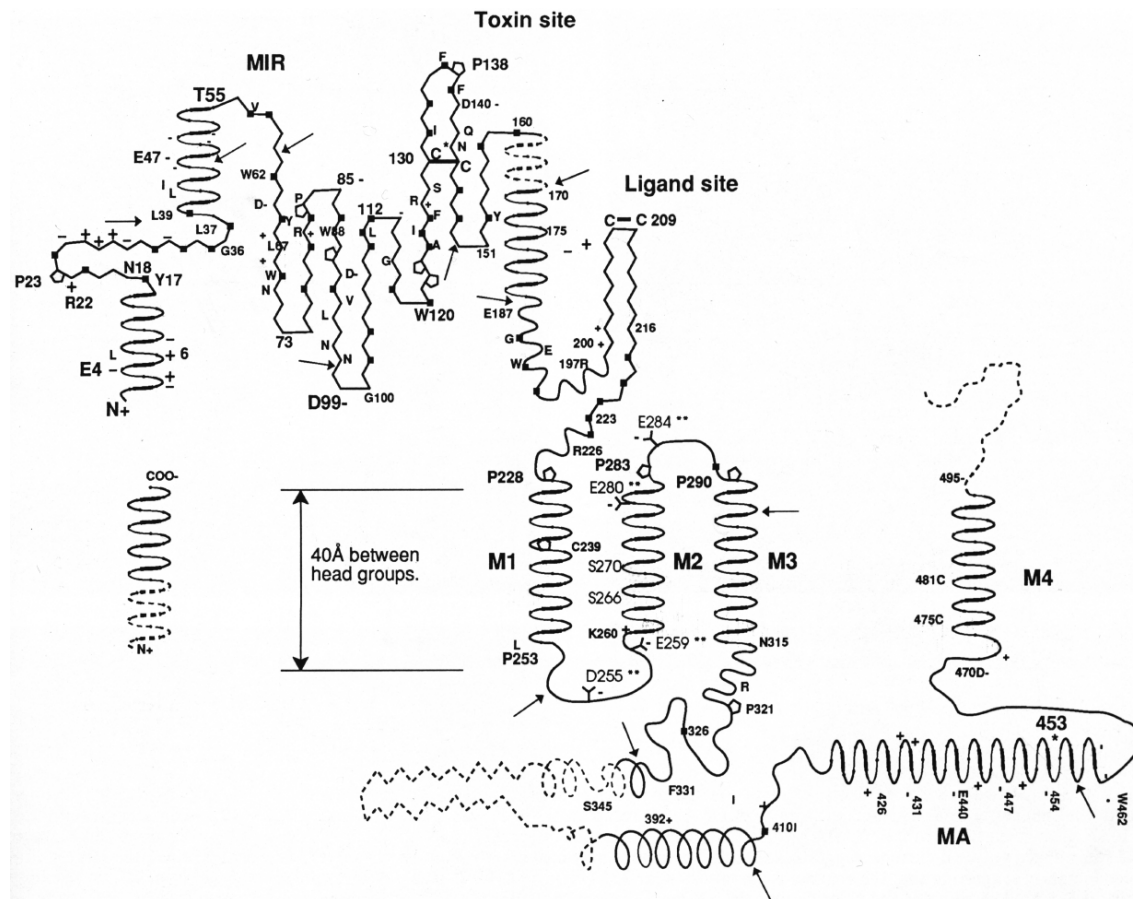 Toxin site
MIR
F
P138
T55
V
F
D140 -
E47 -
I
C
*
Q
N
C
160
130
W62
85 -
S
170
Ligand site
I
L
L39
D-
P
112
R
+
F
Y
175
C
C 209
L37
Y
L67
R
+
W88
L
I
A
151
- +
G36
+
+
W
N
D-
V
G
P23
N18
Y17
R22
+
W120
E187
L
N
N
73
G
W
E
200
+
+
197R
216
E4
L
-
-
+ 6
+
-
N+
D99-
G100
223
E284 **
R226
COO-
P228
P283
P290
495-
E280 **
40Å between
head groups.
M1
C239
S270
M2
M3
S266
481C
M4
475C
K260
+
L
P253
E259 **
N315
D255 **
470D-
+
R
P321
326
453
*
S345
F331
I
+
392+
410I
+
426
-431
-E440
+
-447
+
-454
W462
MA